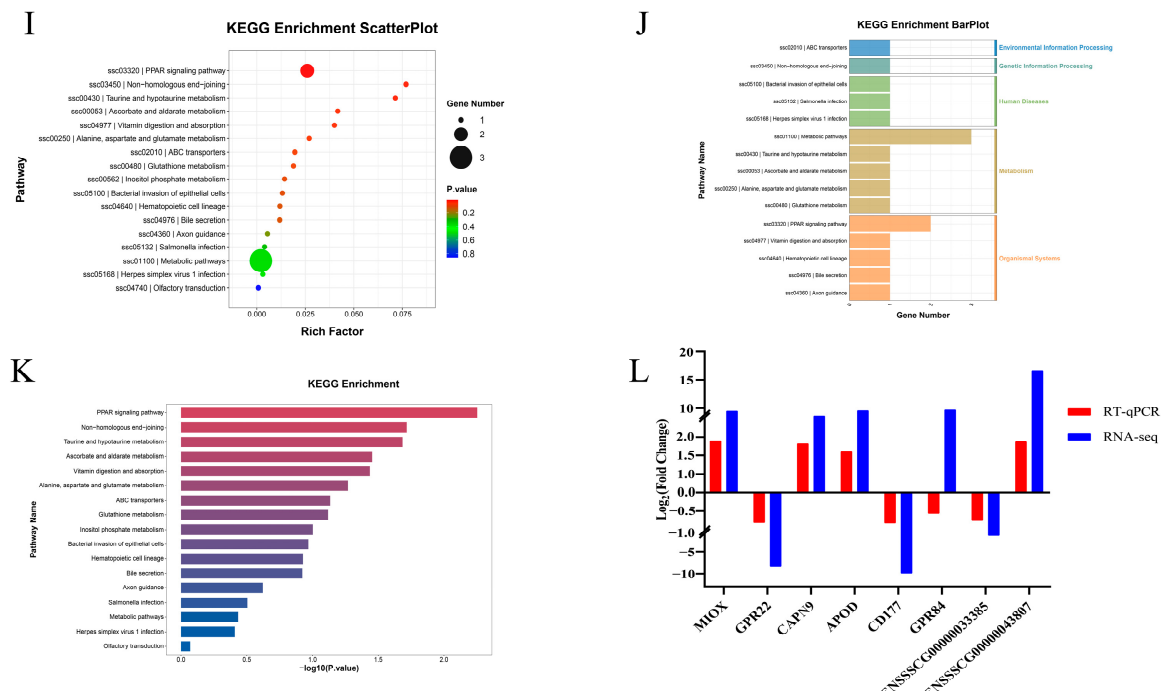 I
KEGG Enrichment ScatterPlot
Pathway
ssc03320 | PPAR signaling pathway
ssc03450 | Non-homologous end-joining
ssc00430 | Taurine and hypotaurine metabolism
ssc00053 | Ascorbate and aldarate metabolism
ssc04977 | Vitamin digestion and absorption
ssc00250 | Alanine, aspartate and glutamate metabolism
ssc02010 | ABC transporters
ssc00480 | Glutathione metabolism
ssc00562 | Inositol phosphate metabolism
ssc05100 | Bacterial invasion of epithelial cells
ssc04640 | Hematopoietic cell lineage
ssc04976 | Bile secretion
ssc04360 | Axon guidance
ssc05132 | Salmonella infection
ssc01100 | Metabolic pathways
ssc05168 | Herpes simplex virus 1 infection
ssc04740 | Olfactory transduction
0.000 0.025 0.050 0.075
Rich Factor
Gene Number
1
2
3
P.value
0.2
0.4
0.6
0.8
J
KEGG Enrichment BarPlot
Pathway Name
ssc02010 | ABC transporters
Environmental Information Processing
ssc03450 | Non-homologous end-joining
Genetic Information Processing
ssc05100 | Bacterial invasion of epithelial cells
ssc05132 | Salmonella infection
Human Diseases
ssc05168 | Herpes simplex virus 1 infection
ssc01100 | Metabolic pathways
ssc00430 | Taurine and hypotaurine metabolism
ssc00053 | Ascorbate and aldarate metabolism
Metabolism
ssc00250 | Alanine, aspartate and glutamate metabolism
ssc00480 | Glutathione metabolism
ssc03320 | PPAR signaling pathway
ssc04977 | Vitamin digestion and absorption
ssc04640 | Hematopoietic cell lineage
Organismal Systems
ssc04976 | Bile secretion
ssc04360 | Axon guidance
0 1 2 3
Gene Number
K
KEGG Enrichment
Pathway Name
PPAR signaling pathway
Non-homologous end-joining
Taurine and hypotaurine metabolism
Ascorbate and aldarate metabolism
Vitamin digestion and absorption
Alanine, aspartate and glutamate metabolism
ABC transporters
Glutathione metabolism
Inositol phosphate metabolism
Bacterial invasion of epithelial cells
Hematopoietic cell lineage
Bile secretion
Axon guidance
Salmonella infection
Metabolic pathways
Herpes simplex virus 1 infection
Olfactory transduction
0.0 0.5 1.0 1.5 2.0
-log10(P.value)
L
Log2(Fold Change)
20
15
10
2.0
1.5
1.0
0.0
-0.5
-1.0
-5
-10
RT-qPCR
RNA-seq
MIOX
GPR22
CAPN9
APOD
CD177
GPR84
NSSSCG00000033385
NSSSCG00000043807